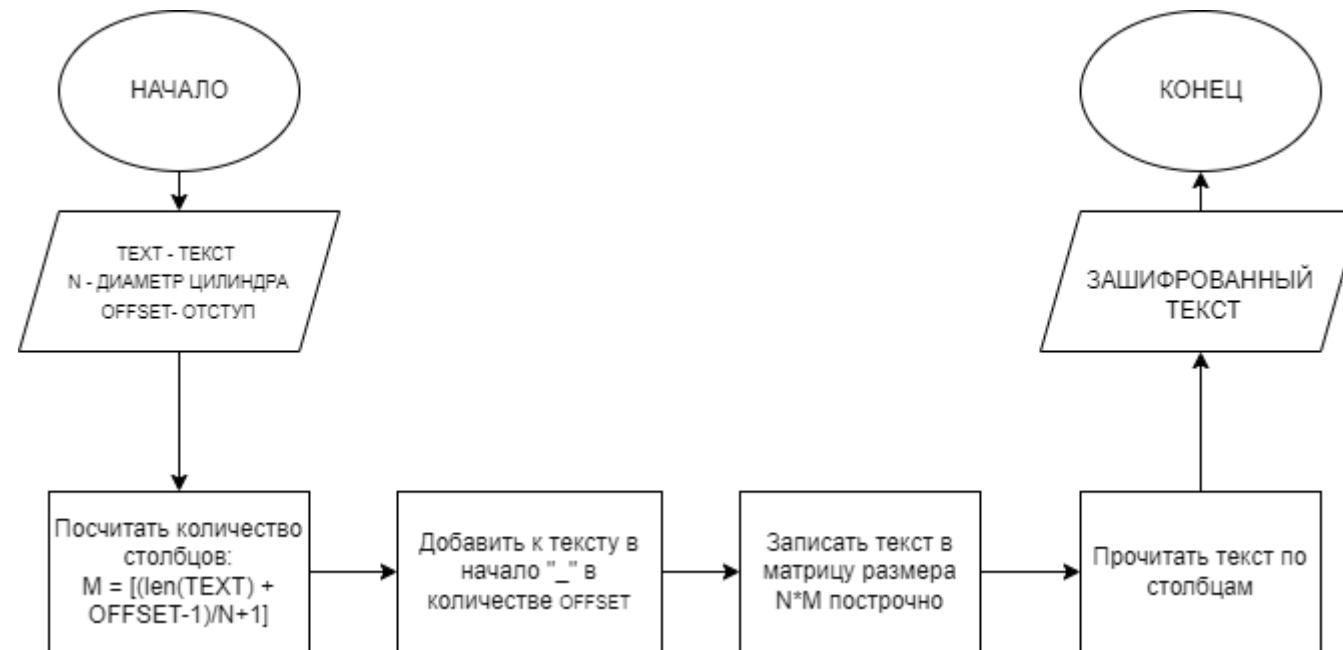 НАЧАЛО
TEXT - ТЕКСТ
N - ДИАМЕТР ЦИЛИНДРА
OFFSET- ОТСТУП
Посчитать количество
столбцов:
M = [(len(TEXT) +
OFFSET-1)/N+1]
Добавить к тексту в
начало "_" в
количестве OFFSET
Записать текст в
матрицу размера
N*M построчно
Прочитать текст по
столбцам
ЗАШИФРОВАННЫЙ
ТЕКСТ
КОНЕЦ